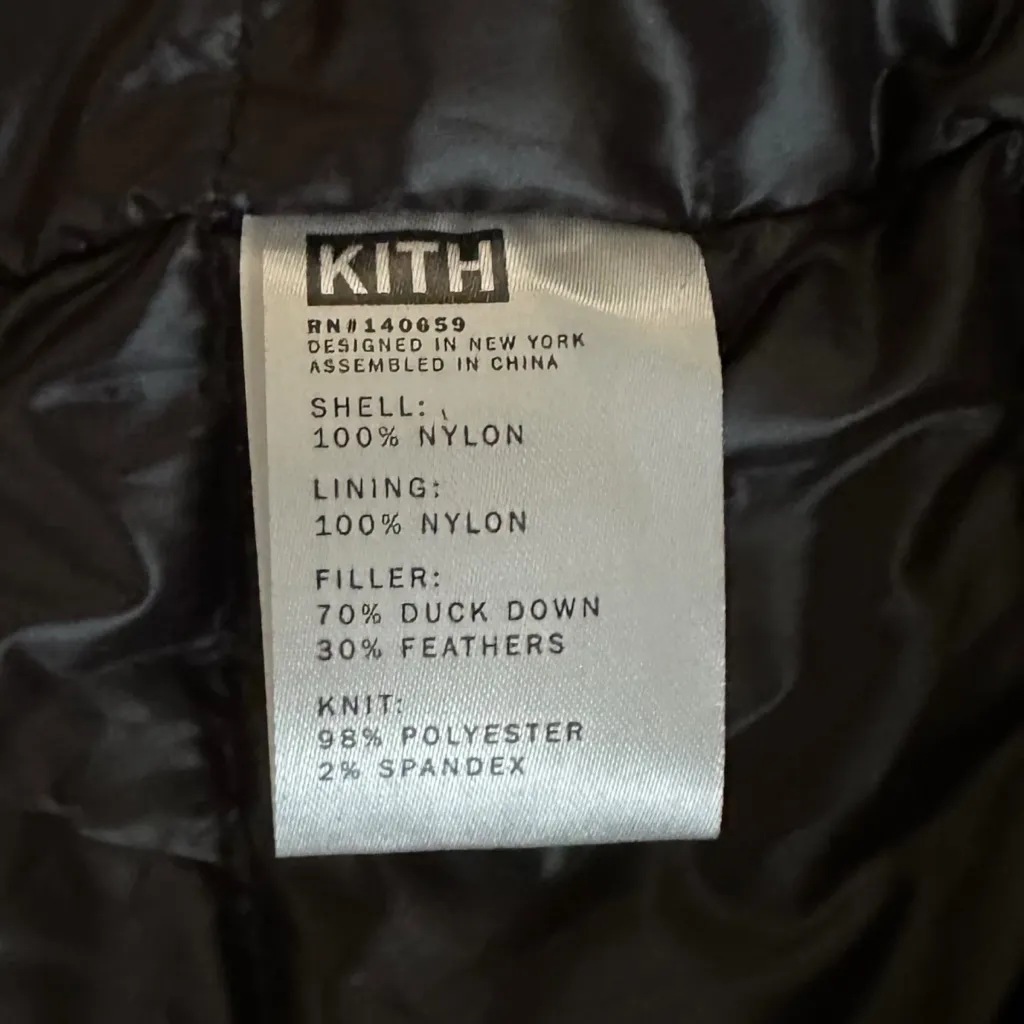 KITH
RN#140659
DESIGNED IN NEW YORK
ASSEMBLED IN CHINA
SHELL:
100% NYLON
LINING:
100% NYLON
FILLER:
70% DUCK DOWN
30% FEATHERS
KNIT:
98% POLYESTER
2% SPANDEX